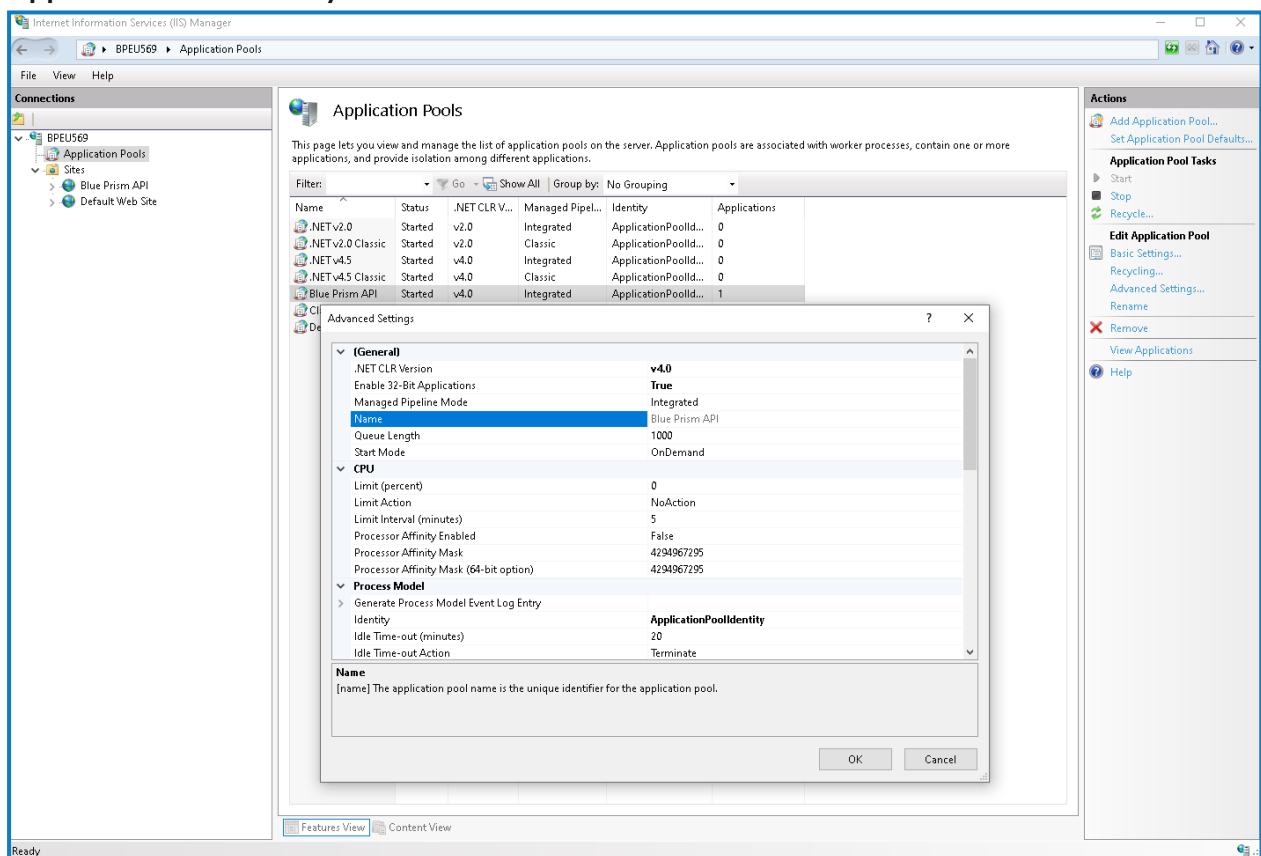 Internet Information Services (IIS) Manager
BPEU569 Application Pools
File View Help
Connections
BPEU569
Application Pools
Sites
Blue Prism API
Default Web Site
Application Pools
This page lets you view and manage the list of application pools on the server. Application pools are associated with worker processes, contain one or more
applications, and provide isolation among different applications.
Filter: Go Show All Group by: No Grouping
Name Status .NET CLR V... Managed Pipel... Identity Applications
.NET v2.0 Started v2.0 Integrated ApplicationPoolId... 0
.NET v2.0 Classic Started v2.0 Classic ApplicationPoolId... 0
.NET v4.5 Started v4.0 Integrated ApplicationPoolId... 0
.NET v4.5 Classic Started v4.0 Classic ApplicationPoolId... 0
Blue Prism API Started v4.0 Integrated ApplicationPoolId... 1
Cl
De
Advanced Settings ?
(General)
.NET CLR Version v4.0
Enable 32-Bit Applications True
Managed Pipeline Mode Integrated
Name Blue Prism API
Queue Length 1000
Start Mode OnDemand
CPU
Limit (percent) 0
Limit Action NoAction
Limit Interval (minutes) 5
Processor Affinity Enabled False
Processor Affinity Mask 4294967295
Processor Affinity Mask (64-bit option) 4294967295
Process Model
Generate Process Model Event Log Entry
Identity ApplicationPoolIdentity
Idle Time-out (minutes) 20
Idle Time-out Action Terminate
Name
[name] The application pool name is the unique identifier for the application pool.
OK Cancel
Features View Content View
Actions
Add Application Pool...
Set Application Pool Defaults...
Application Pool Tasks
Start
Stop
Recycle...
Edit Application Pool
Basic Settings...
Recycling...
Advanced Settings...
Rename
Remove
View Applications
Help
Ready